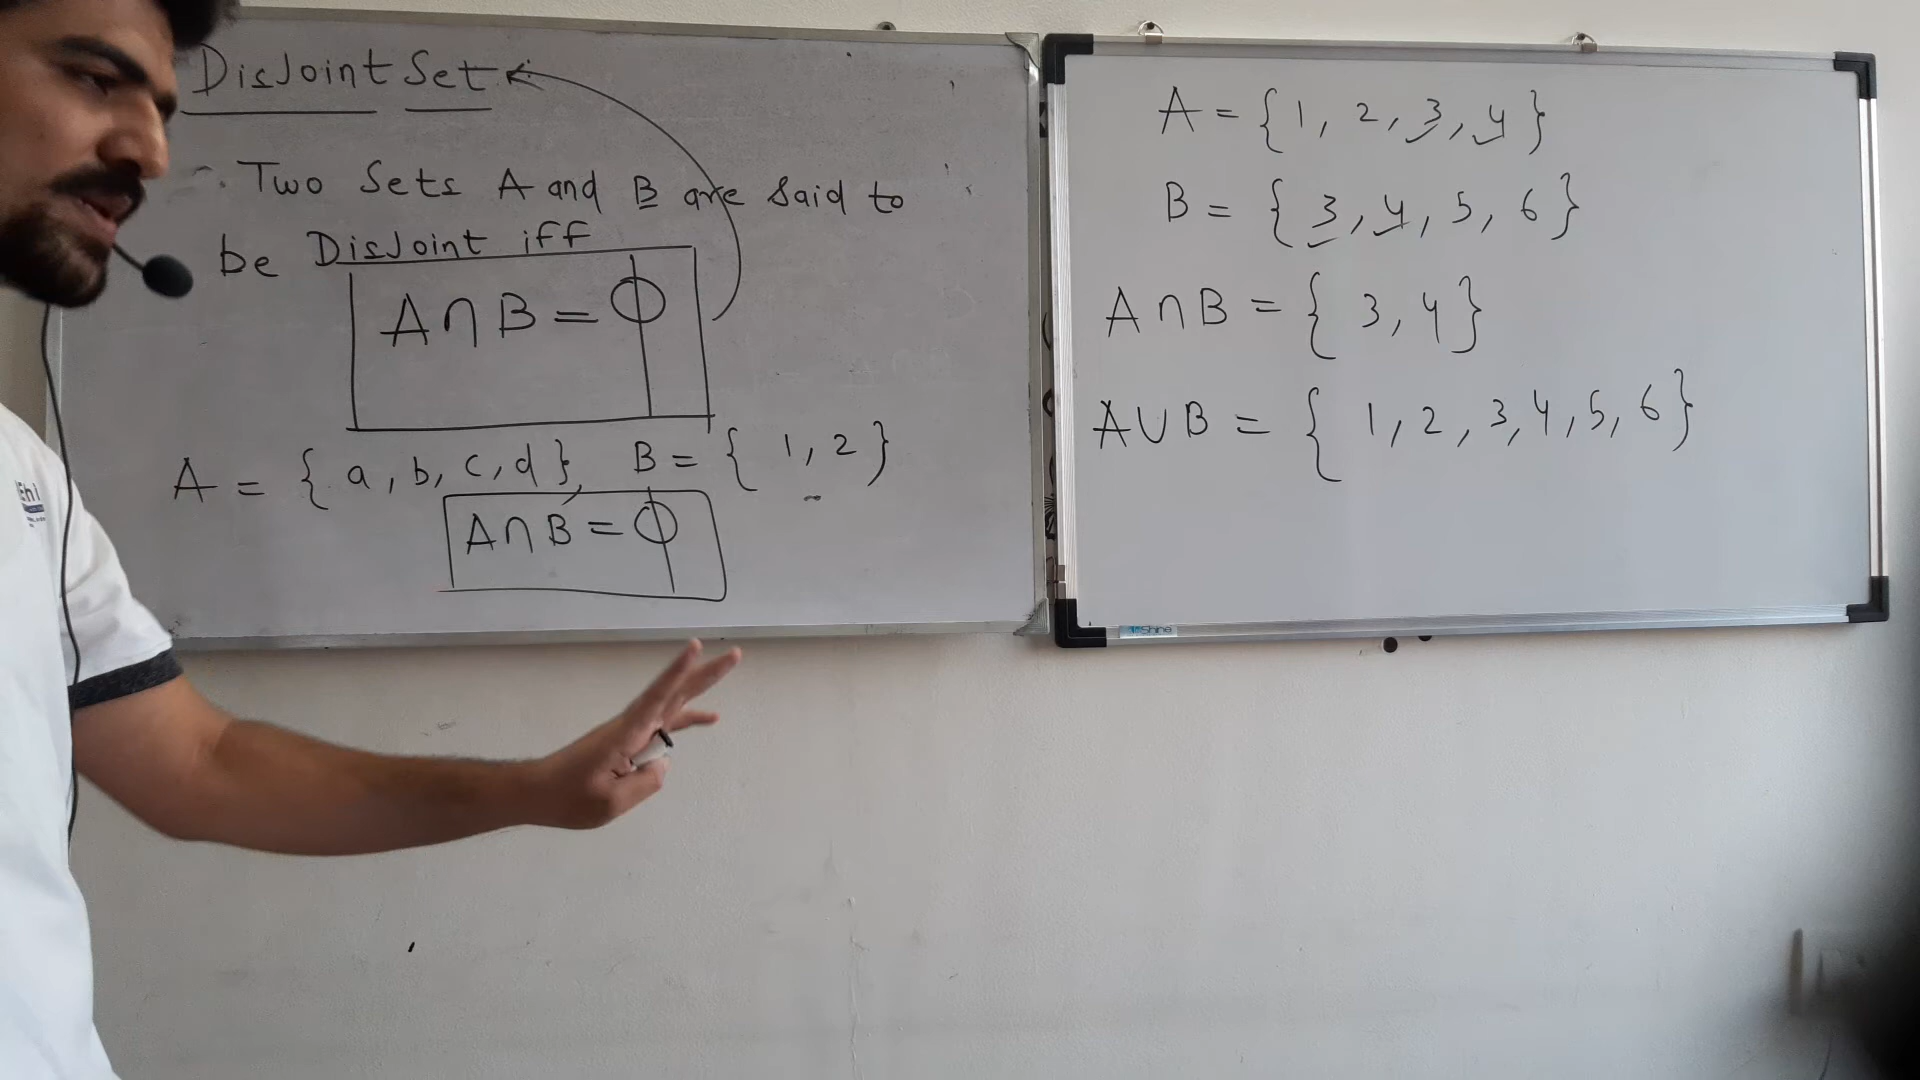 DisJoint Set
Two Sets A and B are said to
be DisJoint iff
A∩B = Φ
A = {a, b, c, d}, B = {1, 2}
A∩B = Φ
A = {1, 2, 3, 4}
B = {3, 4, 5, 6}
A∩B = {3, 4}
A∪B = {1, 2, 3, 4, 5, 6}
Shine